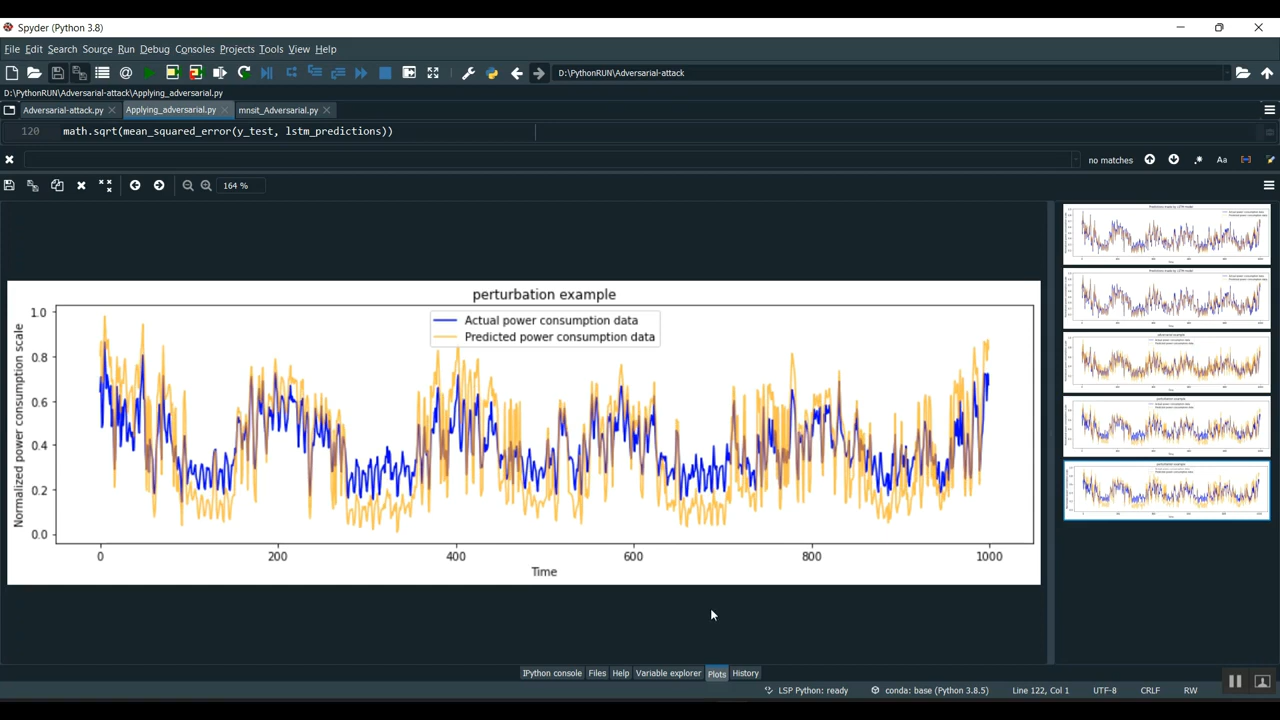 Spyder (Python 3.8)
File Edit Search Source Run Debug Consoles Projects Tools View Help
D:\PythonRUN\Adversarial-attack
D:\PythonRUN\Adversarial-attack\Applying_adversarial.py
Adversarial-attack.py Applying_adversarial.py mnsit_Adversarial.py
120 math.sqrt(mean_squared_error(y_test, lstm_predictions))
no matches .* Aa
164 %
perturbation example
Actual power consumption data
Predicted power consumption data
Normalized power consumption scale
1.0
0.8
0.6
0.4
0.2
0.0
0 200 400 600 800 1000
Time
IPython console Files Help Variable explorer Plots History
LSP Python: ready conda: base (Python 3.8.5) Line 122, Col 1 UTF-8 CRLF RW